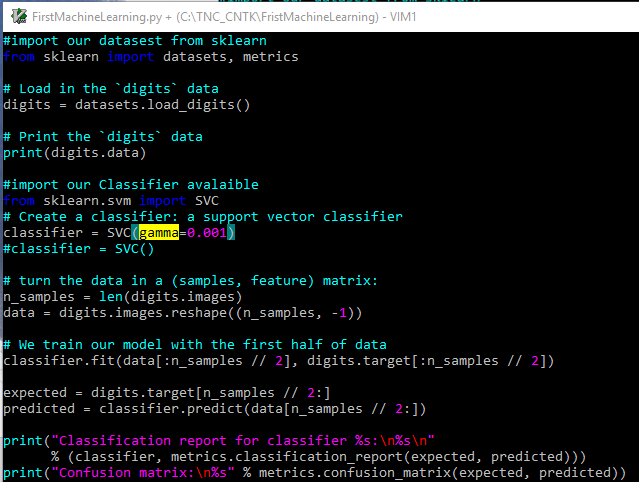 FirstMachineLearning.py + (C:\TNC_CNTK\FristMachineLearning) - VIM1
#import our datasest from sklearn
from sklearn import datasets, metrics
# Load in the `digits` data
digits = datasets.load_digits()
# Print the `digits` data
print(digits.data)
#import our Classifier avalaible
from sklearn.svm import SVC
# Create a classifier: a support vector classifier
classifier = SVC(gamma=0.001)
#classifier = SVC()
# turn the data in a (samples, feature) matrix:
n_samples = len(digits.images)
data = digits.images.reshape((n_samples, -1))
# We train our model with the first half of data
classifier.fit(data[:n_samples // 2], digits.target[:n_samples // 2])
expected = digits.target[n_samples // 2:]
predicted = classifier.predict(data[n_samples // 2:])
print("Classification report for classifier %s:\n%s\n"
      % (classifier, metrics.classification_report(expected, predicted)))
print("Confusion matrix:\n%s" % metrics.confusion_matrix(expected, predicted))